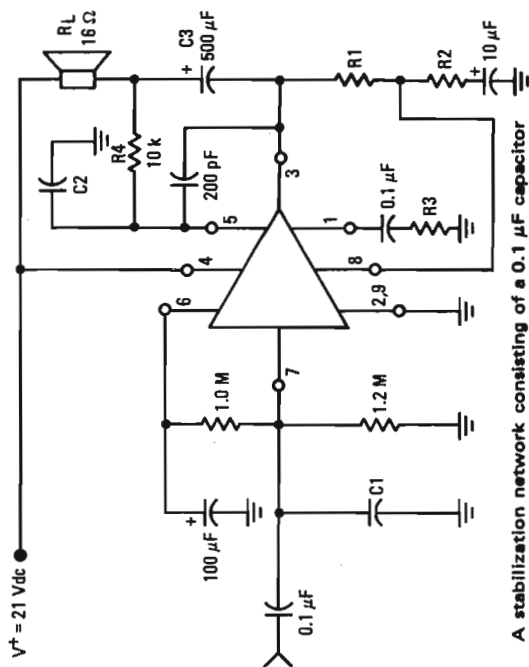 V⁺ = 21 Vdc
RL
16 Ω
C2
R4
10 k
C3
+
500 µF
200 pF
4
5
6
3
1
8
2,9
7
100 µF
+
1.0 M
1.2 M
C1
0.1 µF
0.1 µF
R3
R1
R2
+
10 µF
A stabilization network consisting of a 0.1 µF capacitor